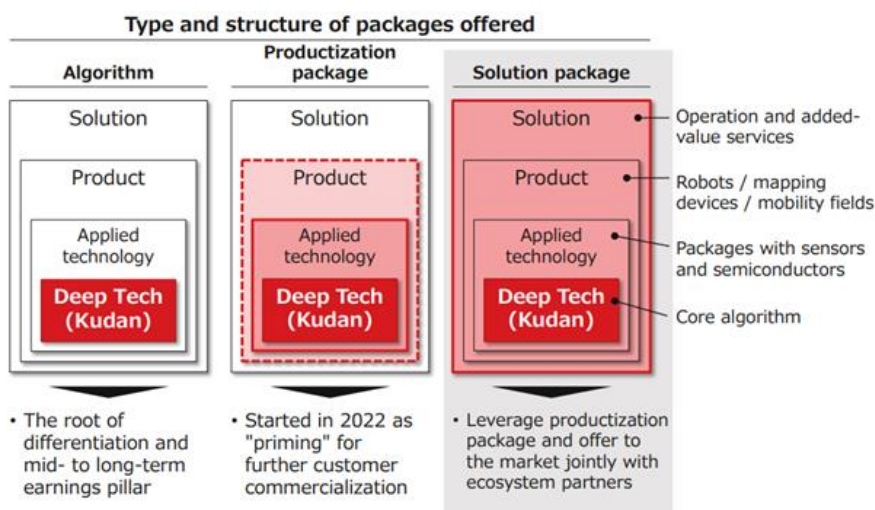 Type and structure of packages offered
Algorithm
Solution
Product
Applied
technology
Deep Tech
(Kudan)
• The root of
differentiation and
mid- to long-term
earnings pillar
Productization
package
Solution
Product
Applied
technology
Deep Tech
(Kudan)
• Started in 2022 as
"priming" for
further customer
commercialization
Solution package
Solution
Product
Applied
technology
Deep Tech
(Kudan)
• Leverage productization
package and offer to
the market jointly with
ecosystem partners
Operation and added-
value services
Robots / mapping
devices / mobility fields
Packages with sensors
and semiconductors
Core algorithm